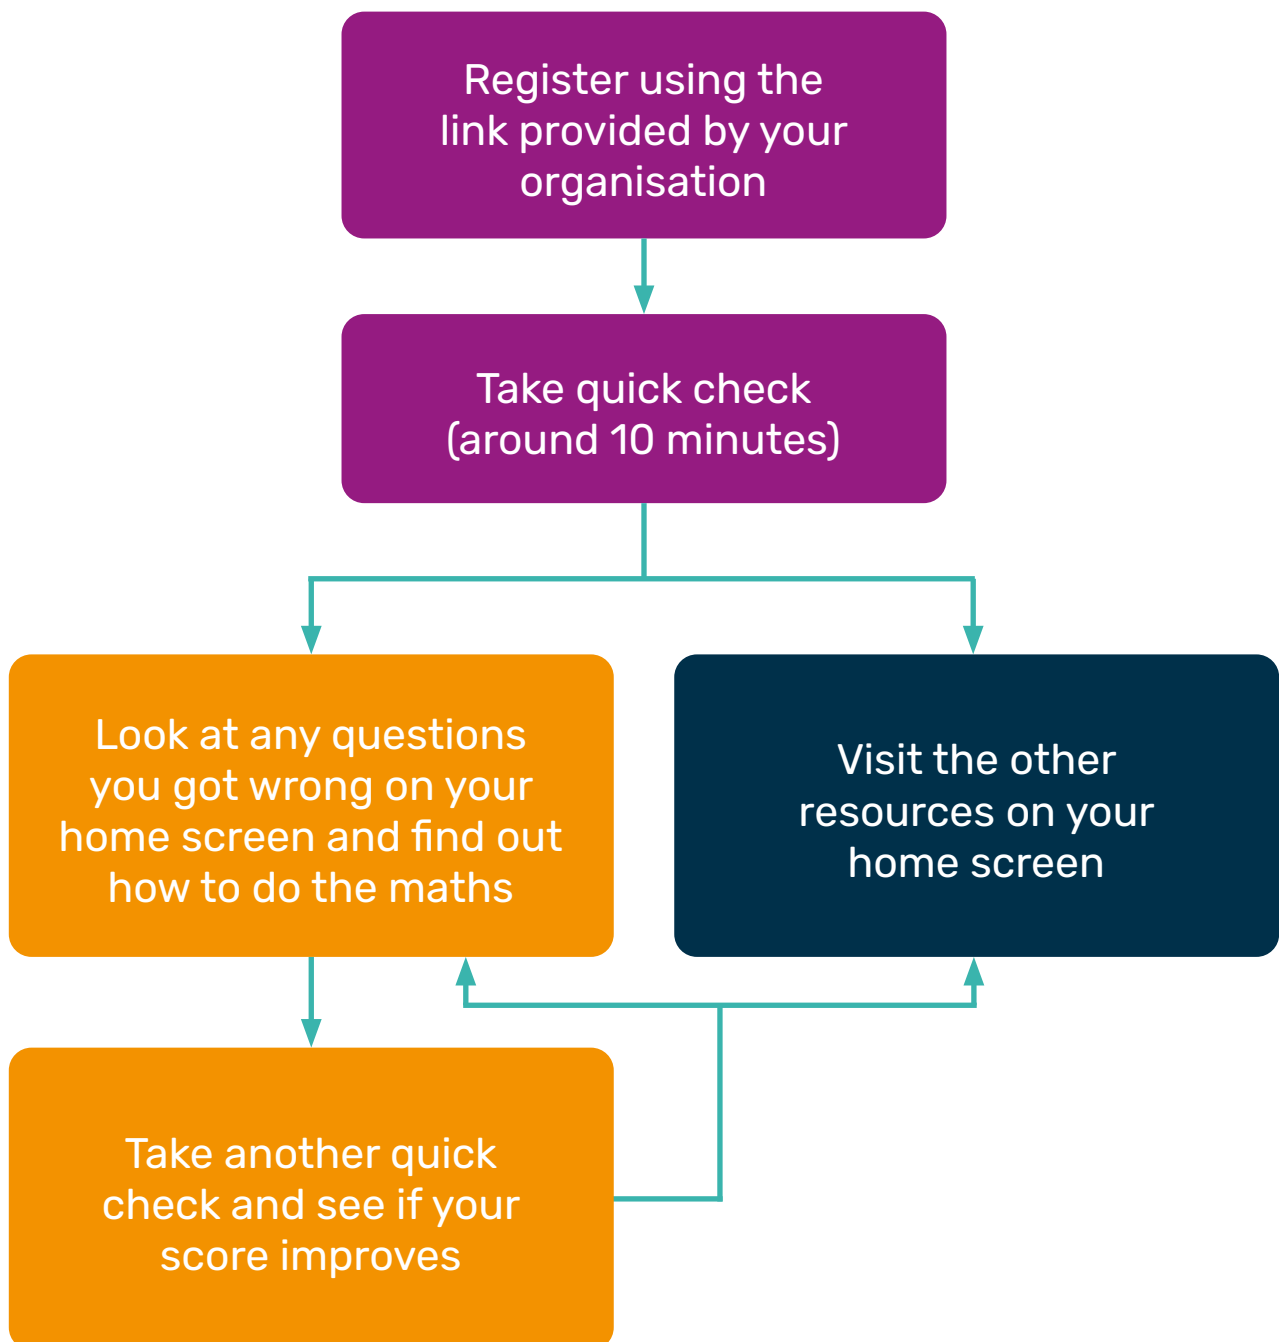 Register using the
link provided by your
organisation
Take quick check
(around 10 minutes)
Look at any questions
you got wrong on your
home screen and find out
how to do the maths
Visit the other
resources on your
home screen
Take another quick
check and see if your
score improves